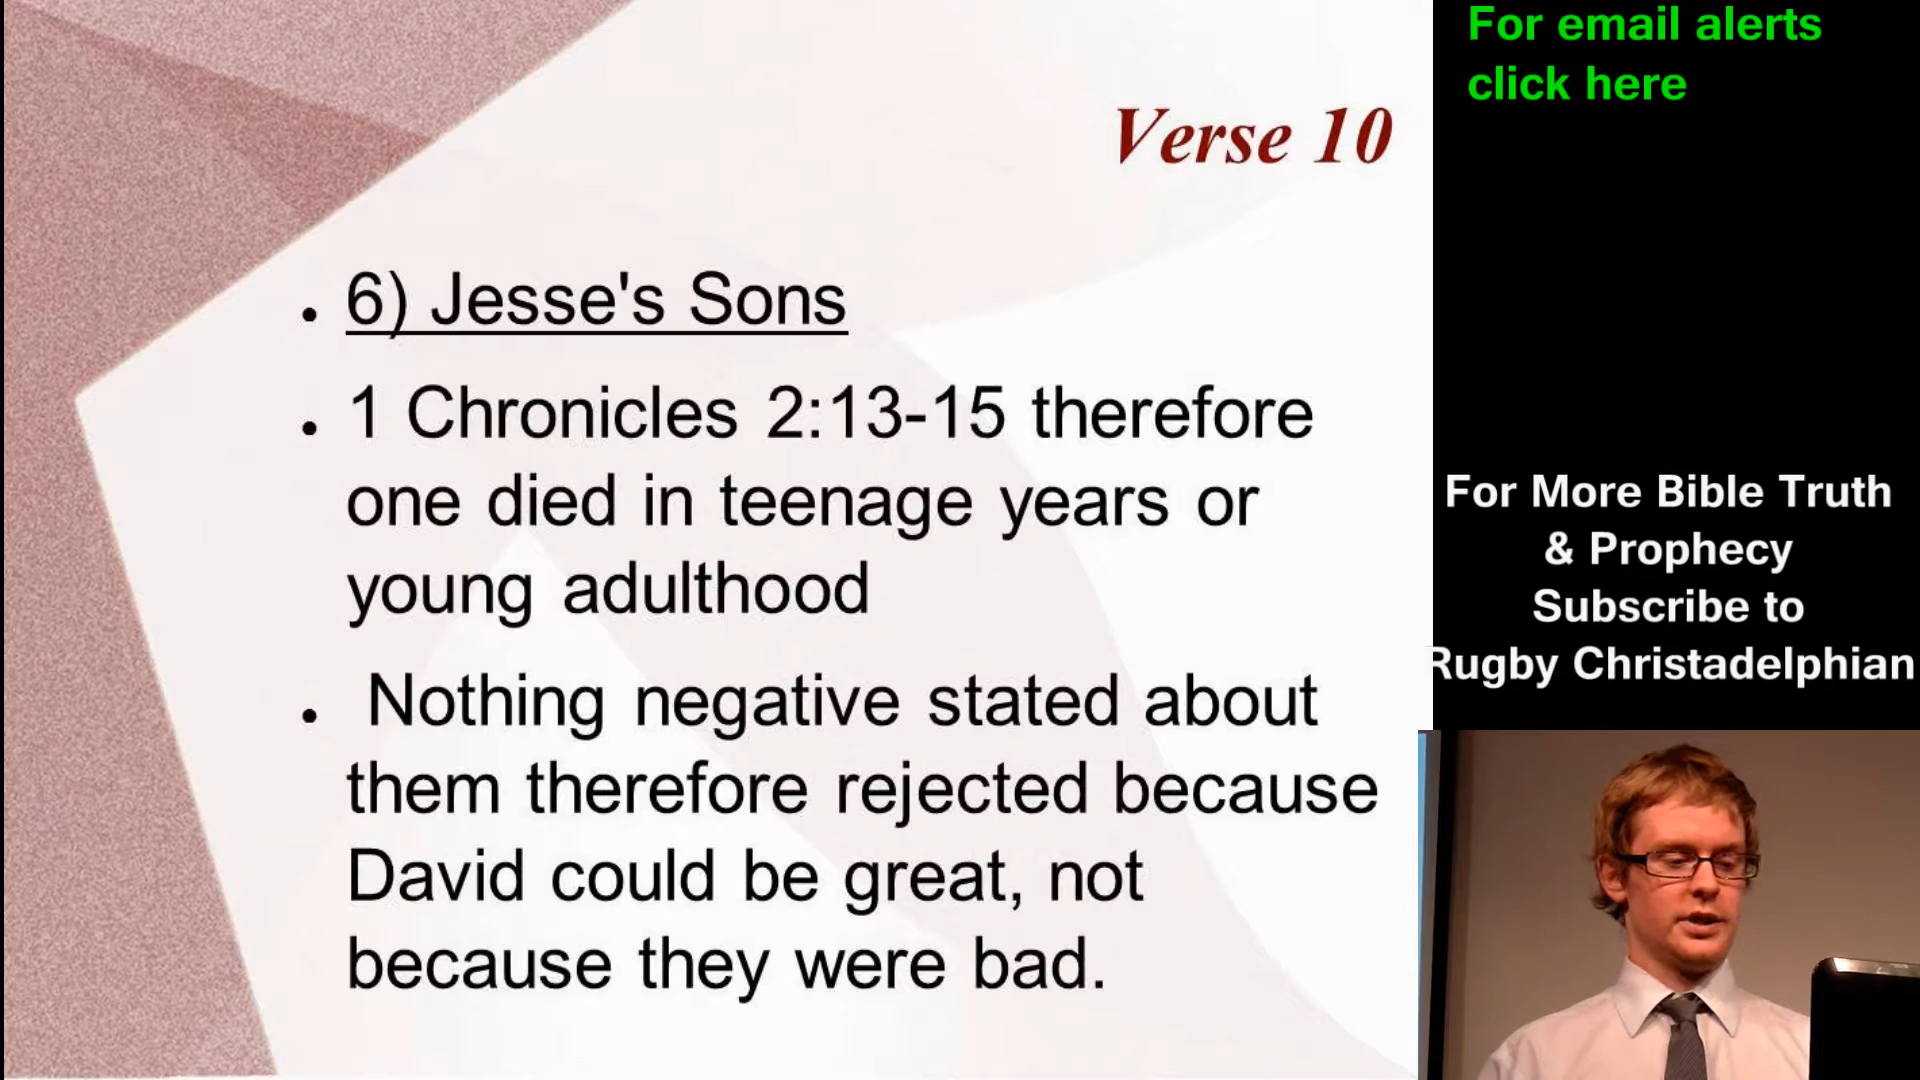 Verse 10
. 6) Jesse's Sons
. 1 Chronicles 2:13-15 therefore
one died in teenage years or
young adulthood
. Nothing negative stated about
them therefore rejected because
David could be great, not
because they were bad.
For email alerts
click here
For More Bible Truth
& Prophecy
Subscribe to
Rugby Christadelphian